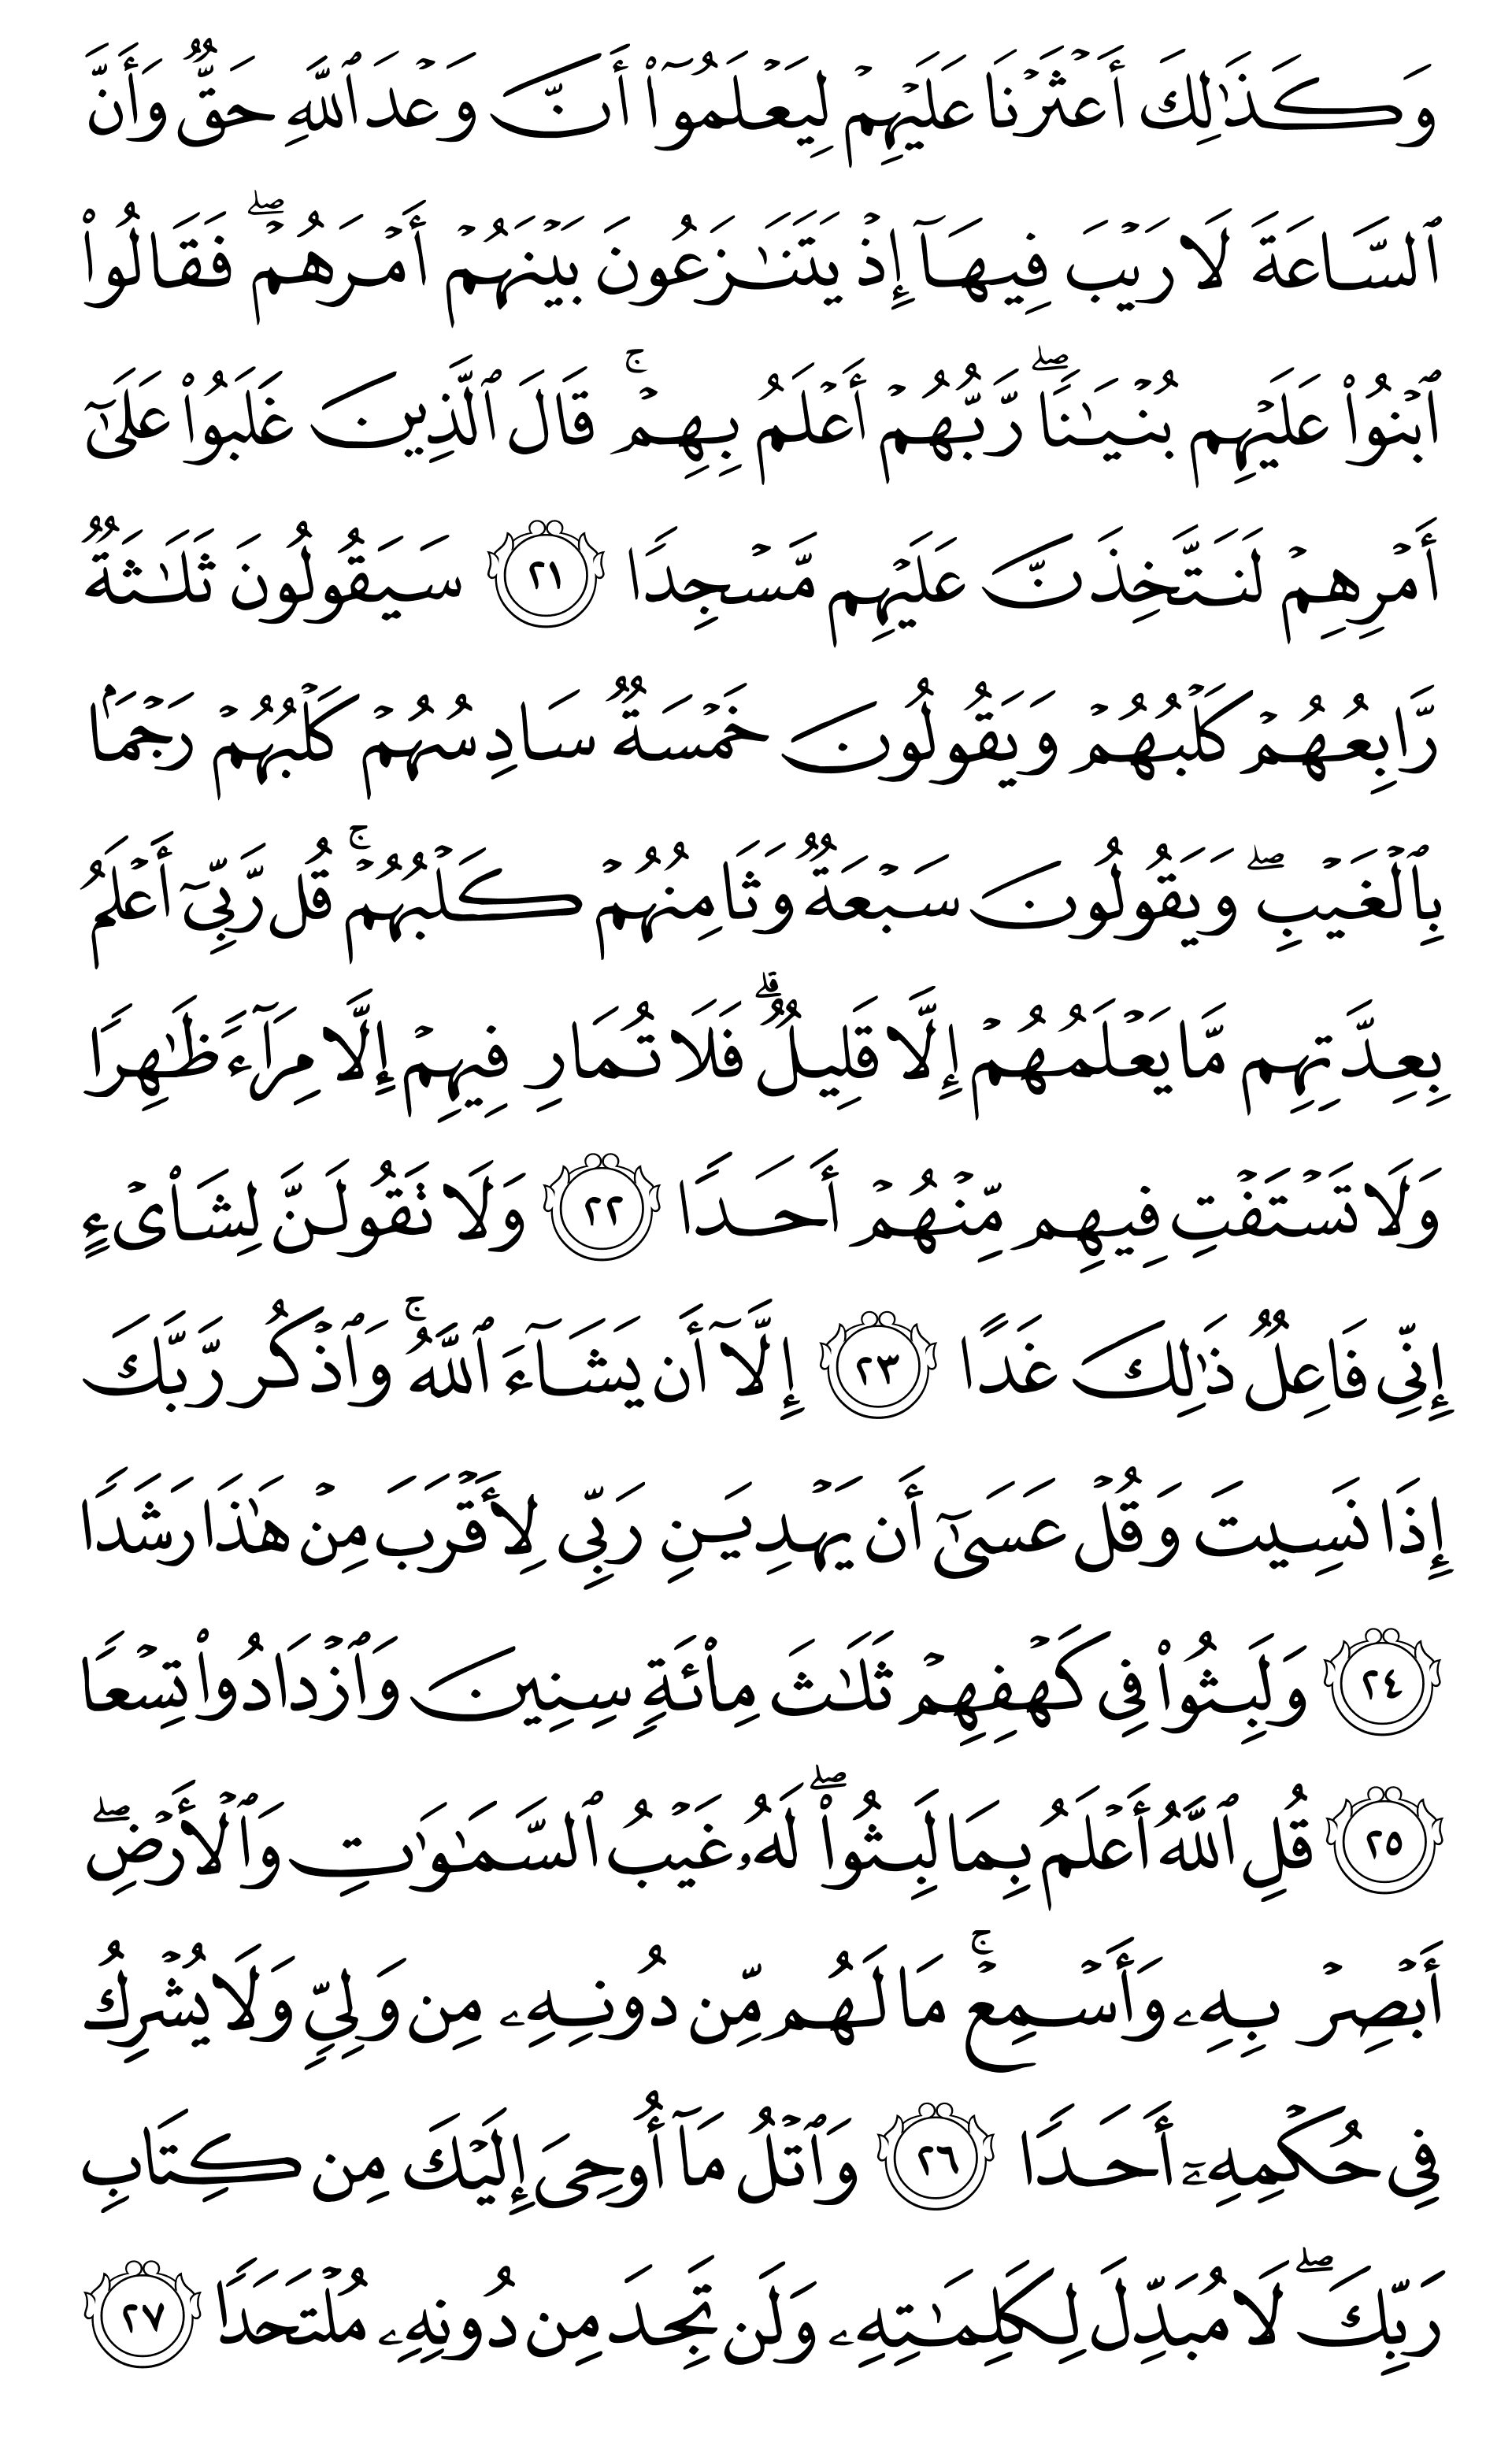 وَكَذَٰلِكَ أَعۡثَرۡنَا عَلَيۡهِمۡ لِيَعۡلَمُوٓاْ أَنَّ وَعۡدَ ٱللَّهِ حَقّٞ وَأَنَّ
ٱلسَّاعَةَ لَا رَيۡبَ فِيهَآ إِذۡ يَتَنَٰزَعُونَ بَيۡنَهُمۡ أَمۡرَهُمۡۖ فَقَالُواْ
ٱبۡنُواْ عَلَيۡهِم بُنۡيَٰنٗاۖ رَّبُّهُمۡ أَعۡلَمُ بِهِمۡۚ قَالَ ٱلَّذِينَ غَلَبُواْ عَلَىٰٓ
أَمۡرِهِمۡ لَنَتَّخِذَنَّ عَلَيۡهِم مَّسۡجِدٗا ٢١ سَيَقُولُونَ ثَلَٰثَةٞ
رَّابِعُهُمۡ كَلۡبُهُمۡ وَيَقُولُونَ خَمۡسَةٞ سَادِسُهُمۡ كَلۡبُهُمۡ رَجۡمَۢا
بِٱلۡغَيۡبِۖ وَيَقُولُونَ سَبۡعَةٞ وَثَامِنُهُمۡ كَلۡبُهُمۡۚ قُل رَّبِّيٓ أَعۡلَمُ
بِعِدَّتِهِم مَّا يَعۡلَمُهُمۡ إِلَّا قَلِيلٞۗ فَلَا تُمَارِ فِيهِمۡ إِلَّا مِرَآءٗ ظَٰهِرٗا
وَلَا تَسۡتَفۡتِ فِيهِم مِّنۡهُمۡ أَحَدٗا ٢٢ وَلَا تَقُولَنَّ لِشَاْيۡءٍ
إِنِّي فَاعِلٞ ذَٰلِكَ غَدًا ٢٣ إِلَّآ أَن يَشَآءَ ٱللَّهُۚ وَٱذۡكُر رَّبَّكَ
إِذَا نَسِيتَ وَقُلۡ عَسَىٰٓ أَن يَهۡدِيَنِ رَبِّي لِأَقۡرَبَ مِنۡ هَٰذَا رَشَدٗا
٢٤ وَلَبِثُواْ فِي كَهۡفِهِمۡ ثَلَٰثَ مِاْئَةٖ سِنِينَ وَٱزۡدَادُواْ تِسۡعٗا
٢٥ قُلِ ٱللَّهُ أَعۡلَمُ بِمَا لَبِثُواْۖ لَهُۥ غَيۡبُ ٱلسَّمَٰوَٰتِ وَٱلۡأَرۡضِۖ
أَبۡصِرۡ بِهِۦ وَأَسۡمِعۡۚ مَا لَهُم مِّن دُونِهِۦ مِن وَلِيّٖ وَلَا يُشۡرِكُ
فِي حُكۡمِهِۦٓ أَحَدٗا ٢٦ وَٱتۡلُ مَآ أُوحِيَ إِلَيۡكَ مِن كِتَابِ
رَبِّكَۖ لَا مُبَدِّلَ لِكَلِمَٰتِهِۦ وَلَن تَجِدَ مِن دُونِهِۦ مُلۡتَحَدٗا ٢٧